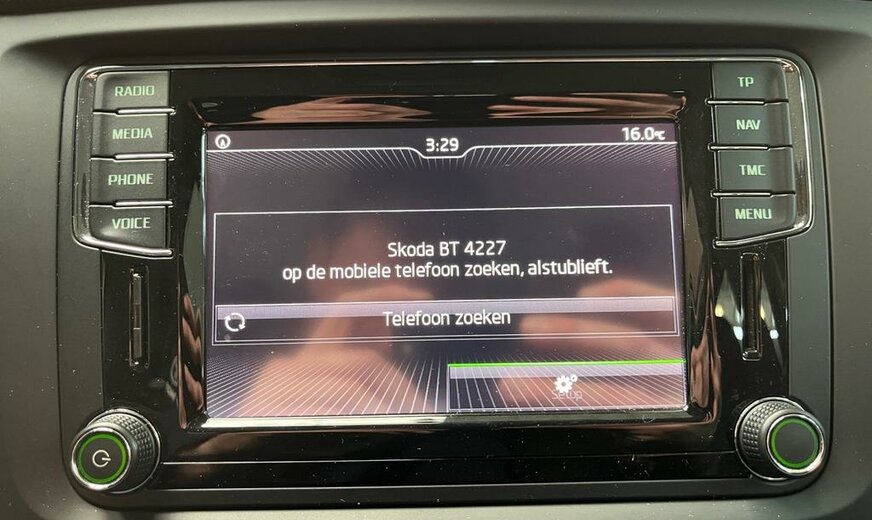 RADIO
MEDIA
PHONE
VOICE
3:29
16.0°C
Skoda BT 4227
op de mobiele telefoon zoeken, alstublieft.
Telefoon zoeken
Setup
TP
NAV
TMC
MENU